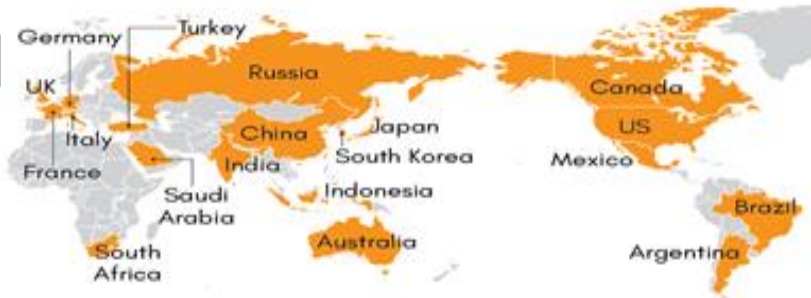 Turkey
Germany
Russia
Canada
UK
China
Japan
US
Italy
South Korea
India
Mexico
France
Saudi
Arabia
Indonesia
Brazil
Australia
South
Africa
Argentina